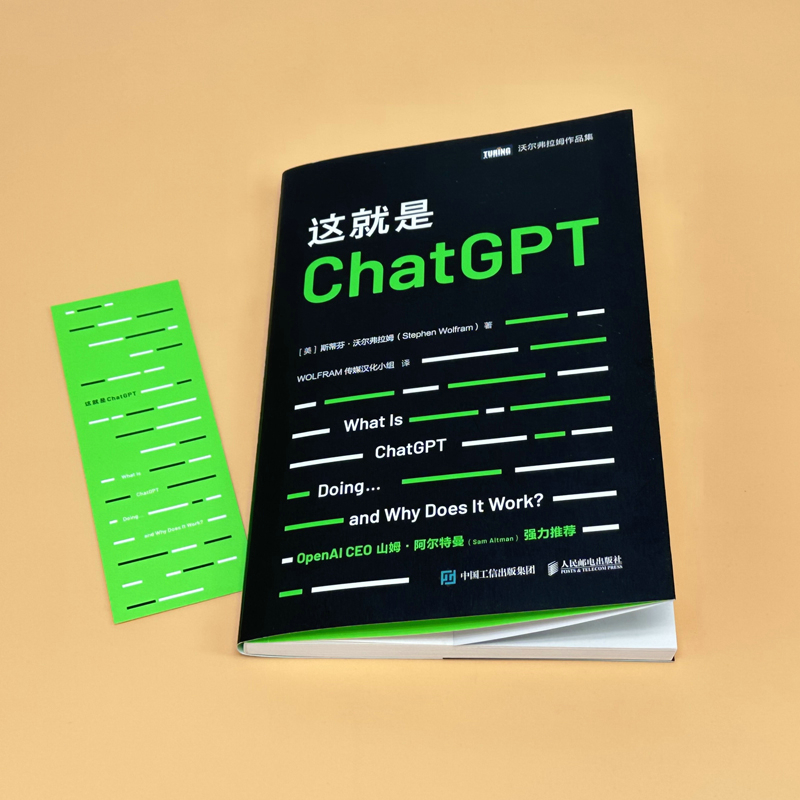 TURING 沃尔弗拉姆作品集
这就是
ChatGPT
[美] 斯蒂芬·沃尔弗拉姆（Stephen Wolfram）著
WOLFRAM 传媒汉化小组 译
What Is
ChatGPT
Doing...
and Why Does It Work?
OpenAI CEO 山姆·阿尔特曼（Sam Altman）强力推荐
中国工信出版集团 人民邮电出版社
POSTS & TELECOM PRESS
这就是ChatGPT
What Is
ChatGPT
Doing...
and Why Does It Work?